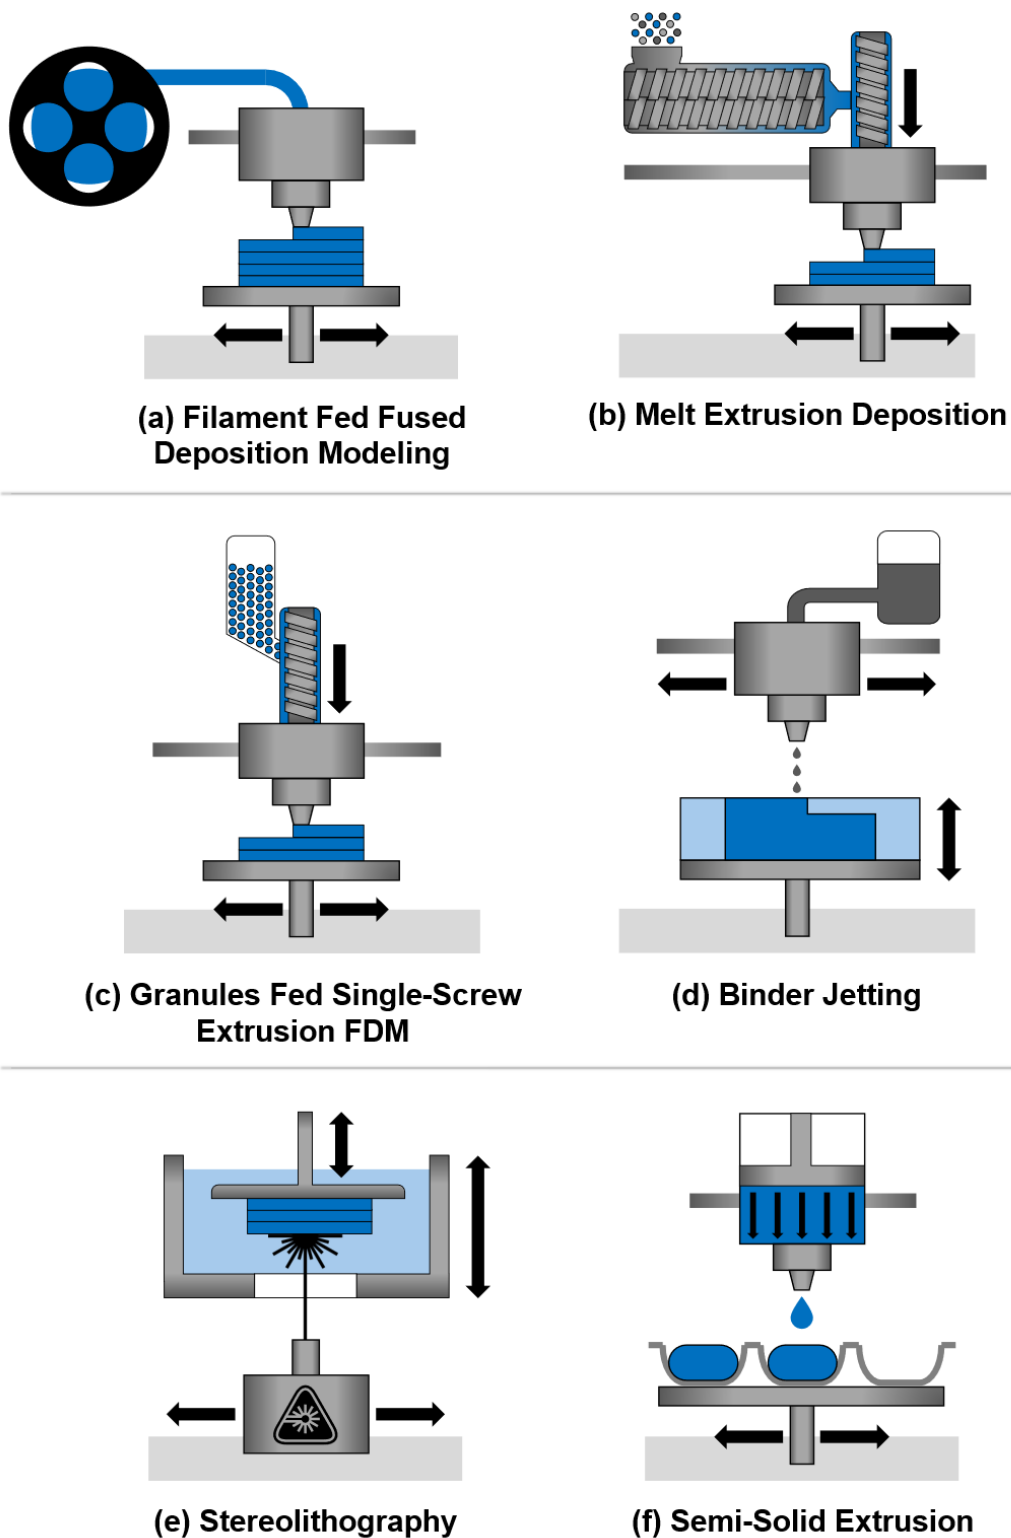 (a) Filament Fed Fused
Deposition Modeling
(b) Melt Extrusion Deposition
(c) Granules Fed Single-Screw
Extrusion FDM
(d) Binder Jetting
(e) Stereolithography
(f) Semi-Solid Extrusion